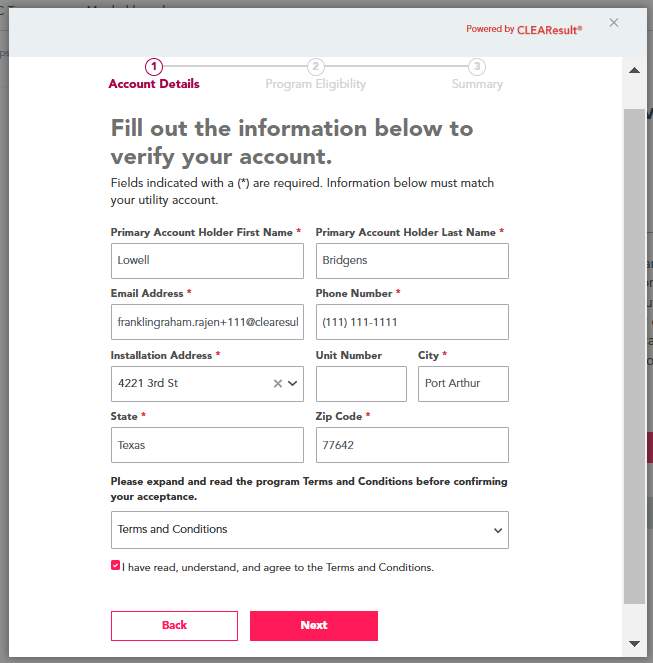 Powered by CLEAResult®
1
2
3
Account Details
Program Eligibility
Summary
Fill out the information below to
verify your account.
Fields indicated with a (*) are required. Information below must match
your utility account.
Primary Account Holder First Name *
Primary Account Holder Last Name *
Lowell
Bridgens
Email Address *
Phone Number *
franklingraham.rajen+111@clearesul
(111) 111-1111
Installation Address *
Unit Number
City *
4221 3rd St
Port Arthur
State *
Zip Code *
Texas
77642
Please expand and read the program Terms and Conditions before confirming
your acceptance.
Terms and Conditions
I have read, understand, and agree to the Terms and Conditions.
Back
Next